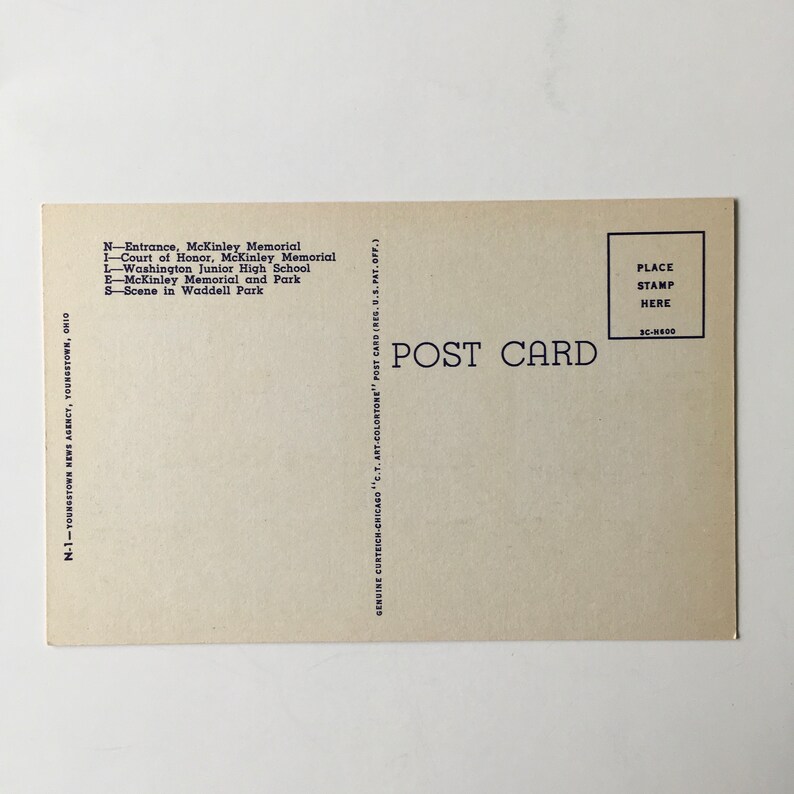 N—Entrance, McKinley Memorial
I—Court of Honor, McKinley Memorial
L—Washington Junior High School
E—McKinley Memorial and Park
S—Scene in Waddell Park
N-1—YOUNGSTOWN NEWS AGENCY, YOUNGSTOWN, OHIO
GENUINE CURTEICH-CHICAGO "C.T. ART-COLORTONE" POST CARD (REG. U.S. PAT. OFF.)
POST CARD
PLACE
STAMP
HERE
3C-H600